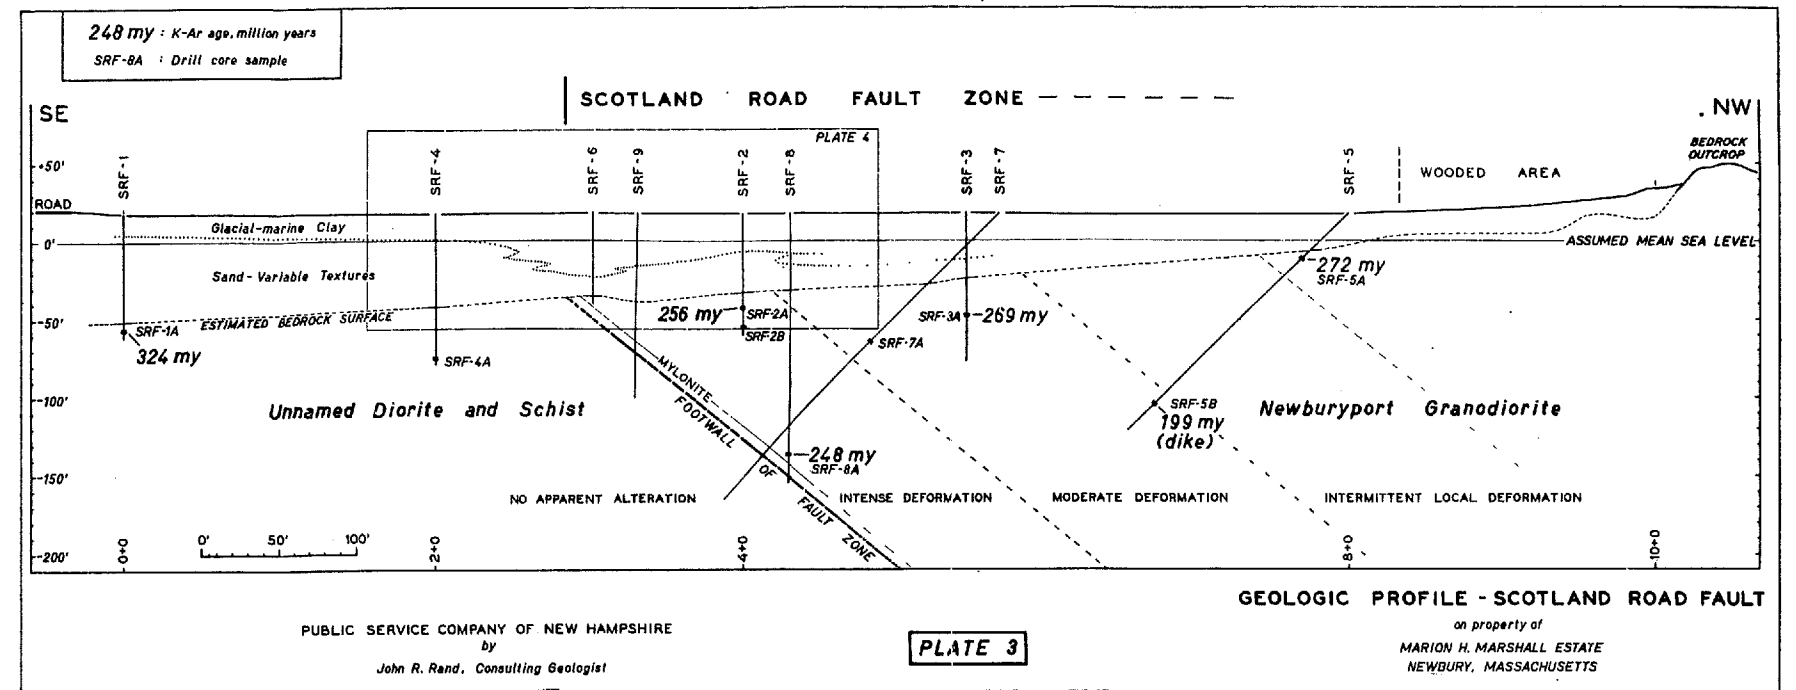 248 my : K-Ar age, million years
SRF-8A : Drill core sample
SCOTLAND ROAD FAULT ZONE
SE
NW
PLATE 4
BEDROCK
OUTCROP
+50'
SRF-1
SRF-4
SRF-6
SRF-9
SRF-2
SRF-8
SRF-3
SRF-7
SRF-5
WOODED AREA
ROAD
Glacial-marine Clay
0'
ASSUMED MEAN SEA LEVEL
Sand-Variable Textures
272 my
SRF-5A
-50'
SRF-1A
324 my
ESTIMATED BEDROCK SURFACE
256 my
SRF-2A
SRF-2B
SRF-3A
269 my
SRF-7A
SRF-4A
MYLONITE
FOOTWALL OF FAULT ZONE
-100'
Unnamed Diorite and Schist
SRF-5B
199 my
(dike)
Newburyport Granodiorite
248 my
SRF-8A
-150'
NO APPARENT ALTERATION
INTENSE DEFORMATION
MODERATE DEFORMATION
INTERMITTENT LOCAL DEFORMATION
-200'
0' 50' 100'
0+0
2+0
4+0
8+0
10+0
GEOLOGIC PROFILE - SCOTLAND ROAD FAULT
on property of
MARION H. MARSHALL ESTATE
NEWBURY, MASSACHUSETTS
PUBLIC SERVICE COMPANY OF NEW HAMPSHIRE
by
John R. Rand, Consulting Geologist
PLATE 3